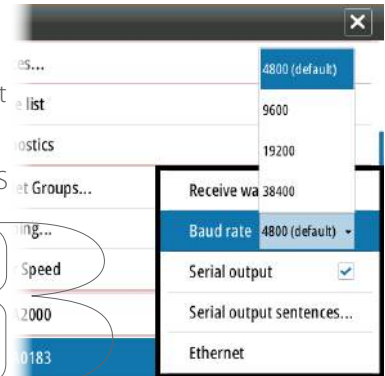 es...
4800 (default)
t
e list
9600
nostics
19200
s
et Groups...
Receive wa
38400
ing...
Baud rate
4800 (default)
Speed
Serial output
2000
Serial output sentences...
0183
Ethernet